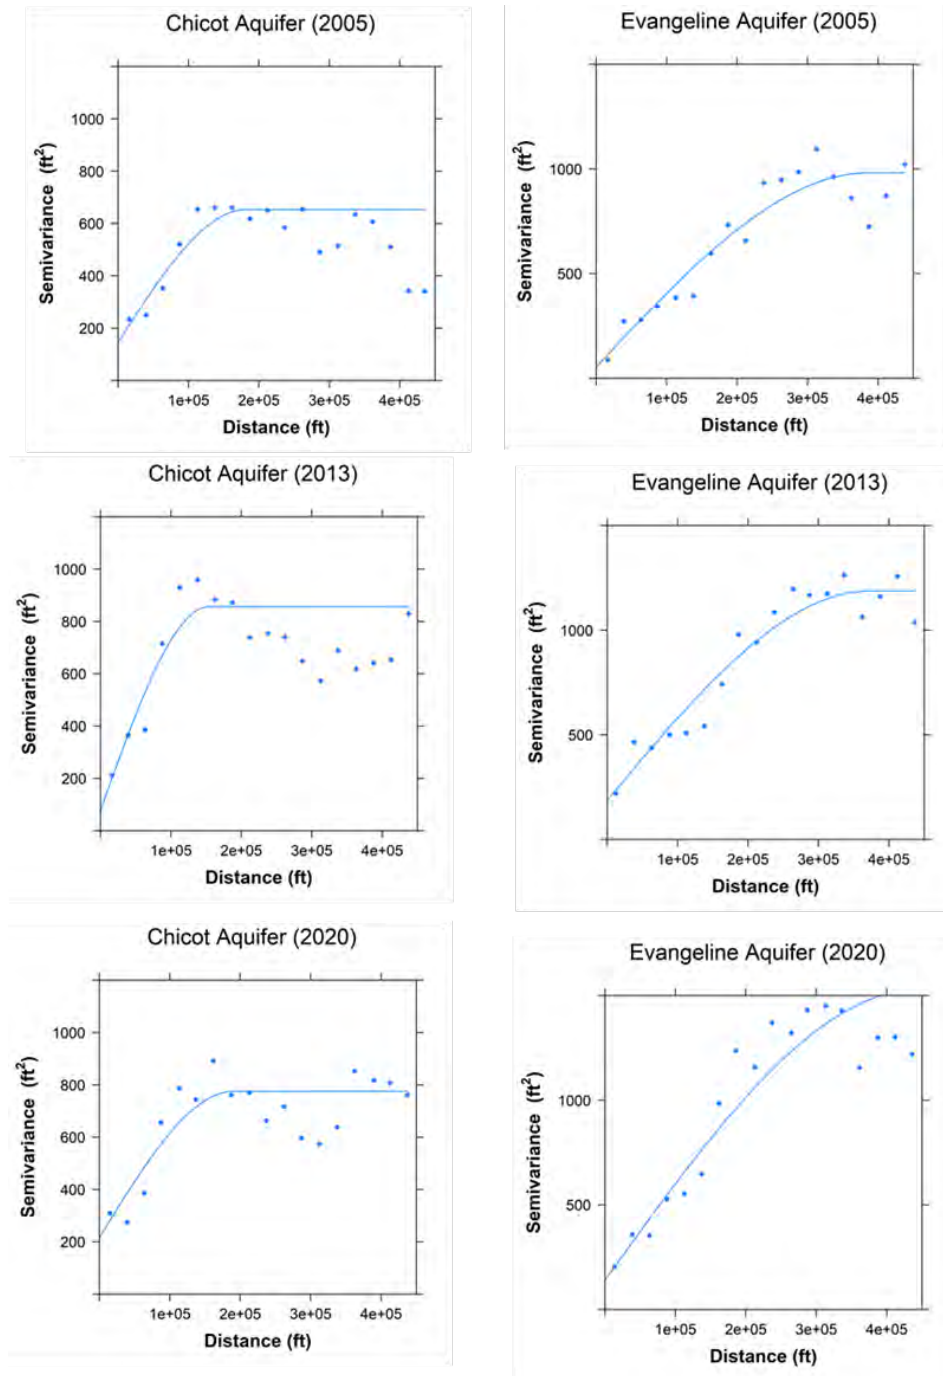 Chicot Aquifer (2005)
1000
800
600
400
200
Semivariance (ft²)
1e+05 2e+05 3e+05 4e+05
Distance (ft)
Evangeline Aquifer (2005)
1000
500
Semivariance (ft²)
1e+05 2e+05 3e+05 4e+05
Distance (ft)
Chicot Aquifer (2013)
1000
800
600
400
200
Semivariance (ft²)
1e+05 2e+05 3e+05 4e+05
Distance (ft)
Evangeline Aquifer (2013)
1000
500
Semivariance (ft²)
1e+05 2e+05 3e+05 4e+05
Distance (ft)
Chicot Aquifer (2020)
1000
800
600
400
200
Semivariance (ft²)
1e+05 2e+05 3e+05 4e+05
Distance (ft)
Evangeline Aquifer (2020)
1000
500
Semivariance (ft²)
1e+05 2e+05 3e+05 4e+05
Distance (ft)